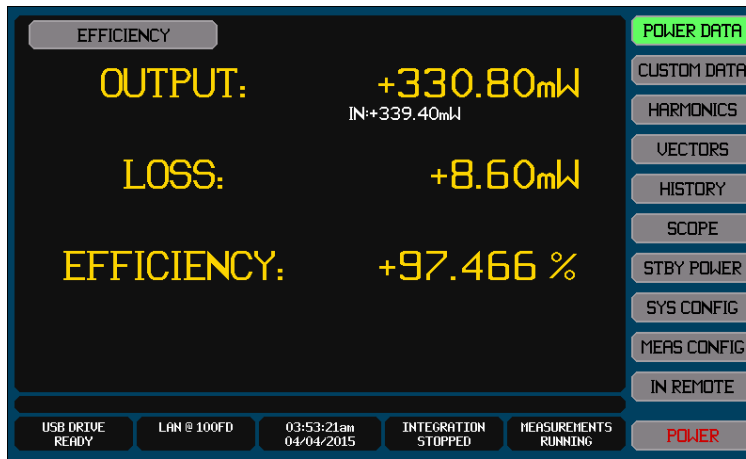 EFFICIENCY
OUTPUT: +330.80mW
IN:+339.40mW
LOSS: +8.60mW
EFFICIENCY: +97.466 %
POWER DATA
CUSTOM DATA
HARMONICS
VECTORS
HISTORY
SCOPE
STBY POWER
SYS CONFIG
MEAS CONFIG
IN REMOTE
POWER
USB DRIVE
READY
LAN @ 100FD
03:53:21am
04/04/2015
INTEGRATION
STOPPED
MEASUREMENTS
RUNNING